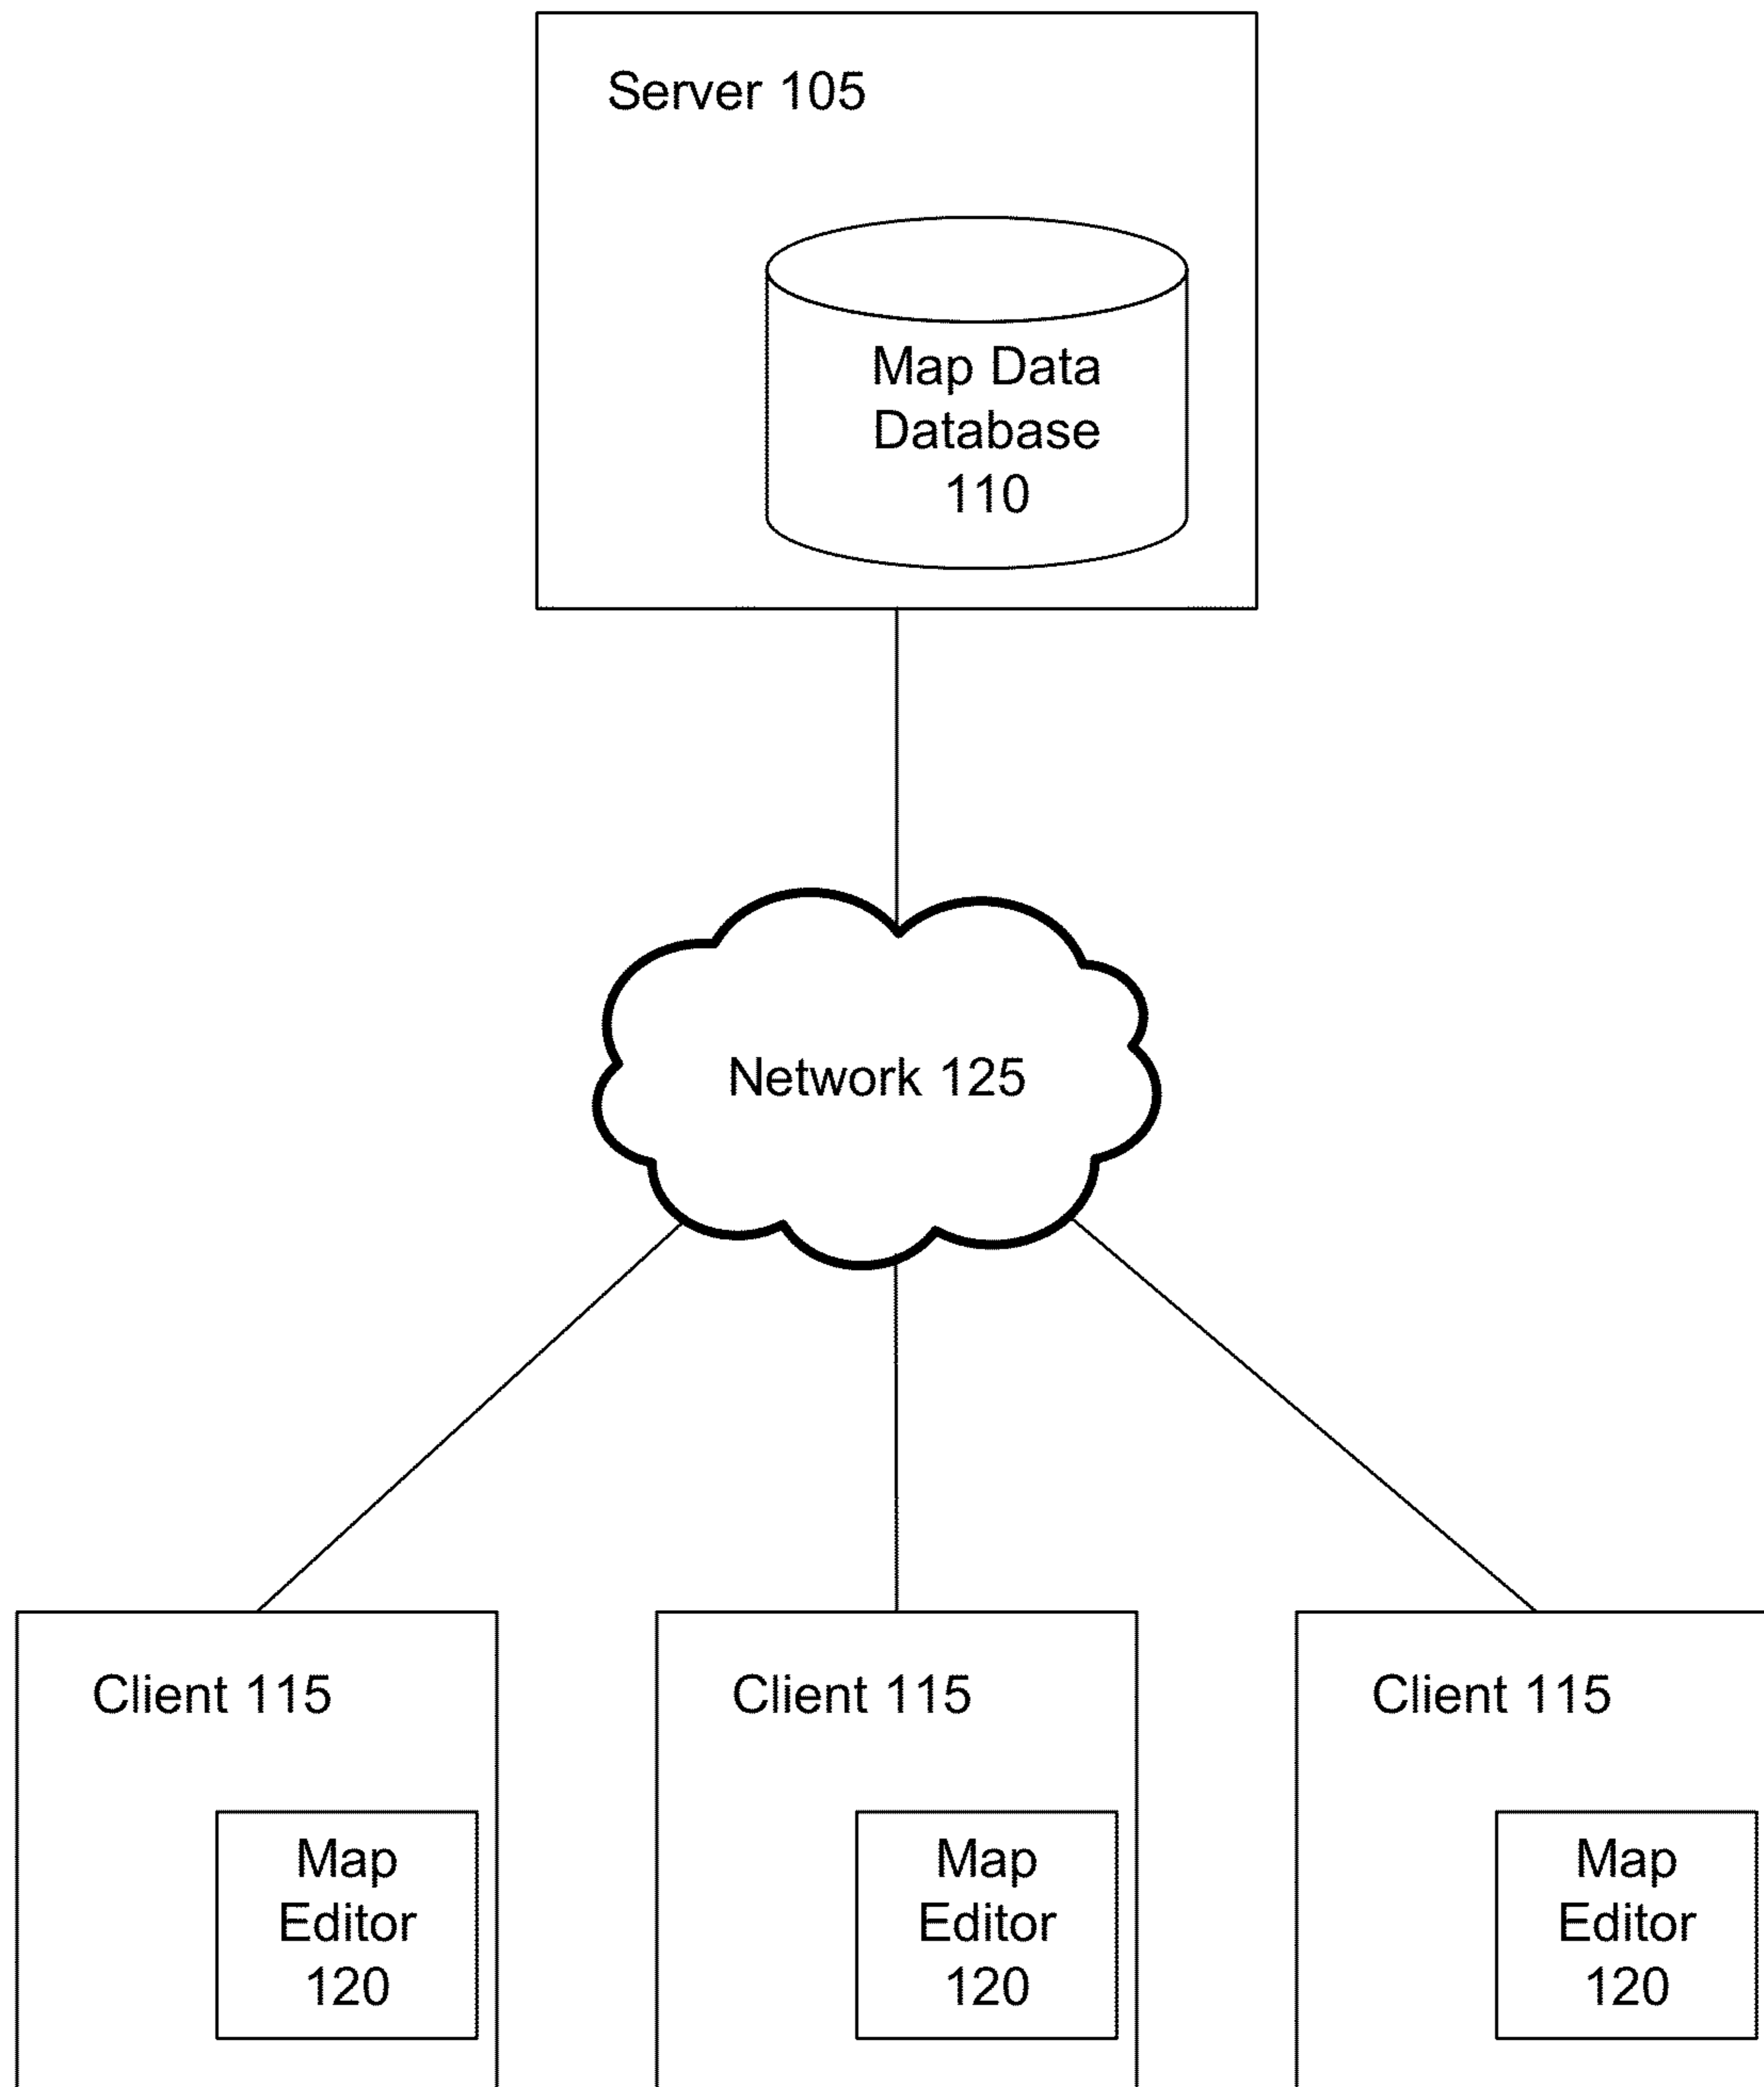 Server 105
Map Data
Database
110
Network 125
Client 115
Map
Editor
120
Client 115
Map
Editor
120
Client 115
Map
Editor
120